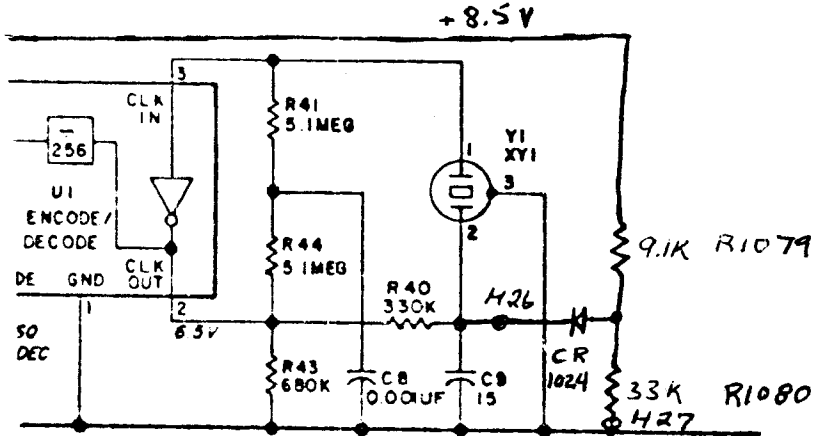 +8.5 V
3
CLK
IN
R41
5.1MEG
Y1
XY1
1
3
2
256
U1
ENCODE/
DECODE
9.1K R1079
R44
5.1MEG
DE GND
CLK
OUT
R40
330K
H26
1
2
6.5V
50
DEC
R43
680K
C8
0.001UF
C9
15
CR
1024
33K R1080
H27